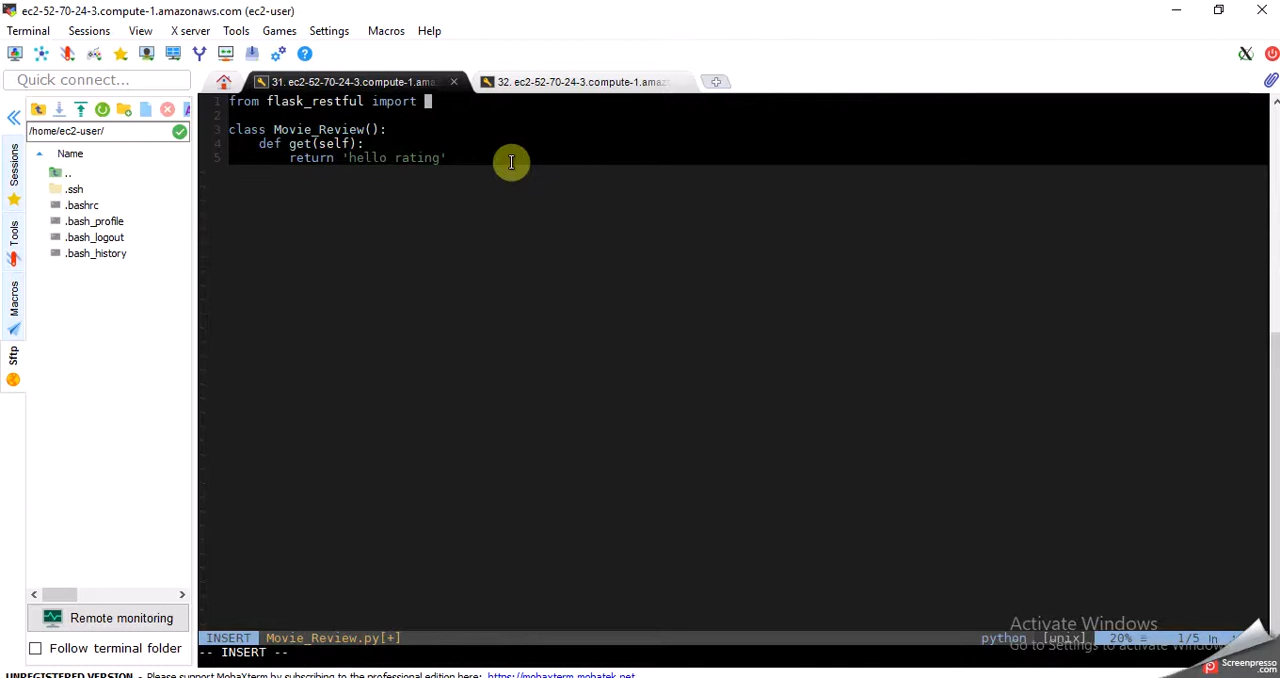 ec2-52-70-24-3.compute-1.amazonaws.com (ec2-user)
Terminal Sessions View X server Tools Games Settings Macros Help
Quick connect...
31. ec2-52-70-24-3.compute-1.ama
32. ec2-52-70-24-3.compute-1.amaz
/home/ec2-user/
Name
..
.ssh
.bashrc
.bash_profile
.bash_logout
.bash_history
Sessions
Tools
Macros
Sftp
1 from flask_restful import
2
3 class Movie_Review():
4 def get(self):
5 return 'hello rating'
Remote monitoring
Follow terminal folder
INSERT Movie_Review.py[+] python [unix] 20% 1/5
-- INSERT --
Activate Windows
Go to Settings to activate Windows
Screenpresso
.com
UNREGISTERED VERSION - Please support MobaXterm by subscribing to the professional edition here: https://mobaxterm.mobatek.net